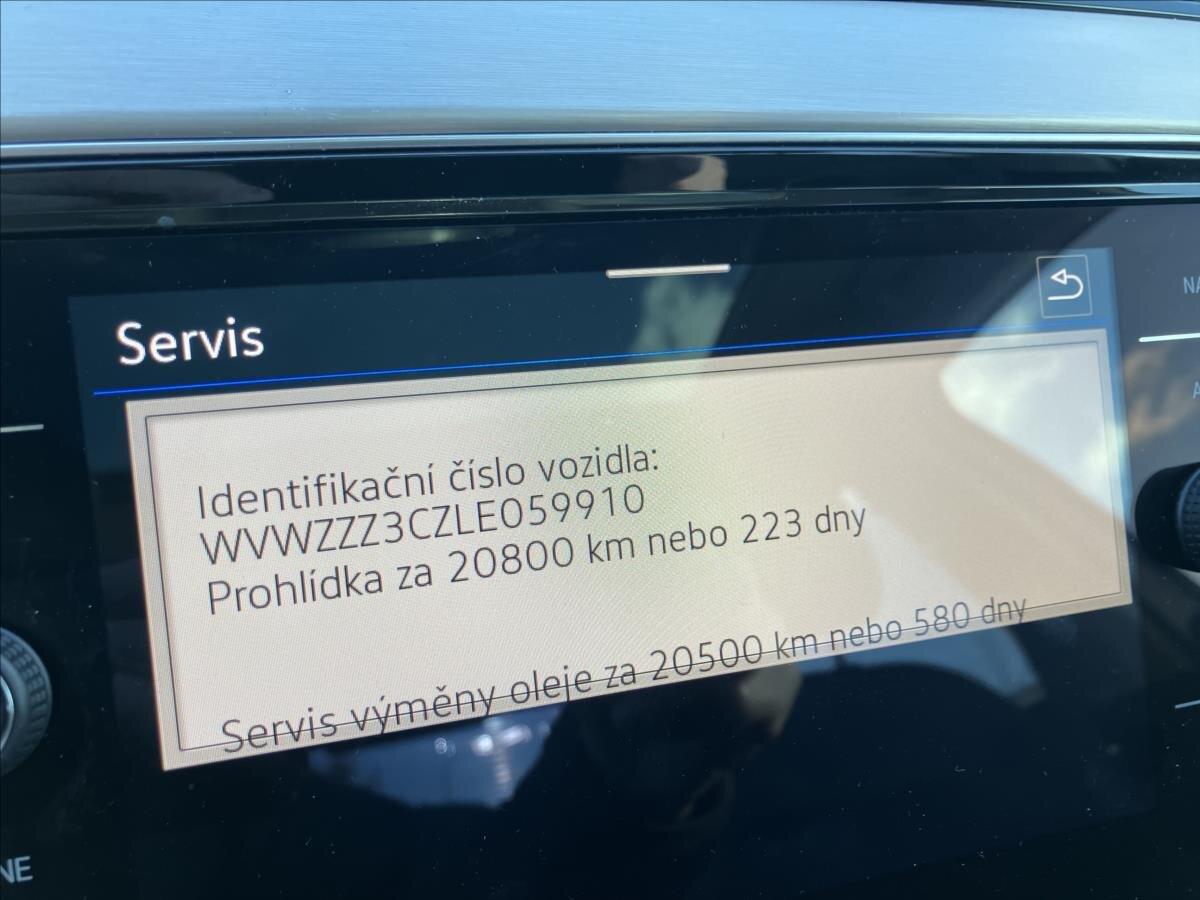 Servis
Identifikační číslo vozidla:
WVWZZZ3CZLE059910
Prohlídka za 20800 km nebo 223 dny
Servis výměny oleje za 20500 km nebo 580 dny